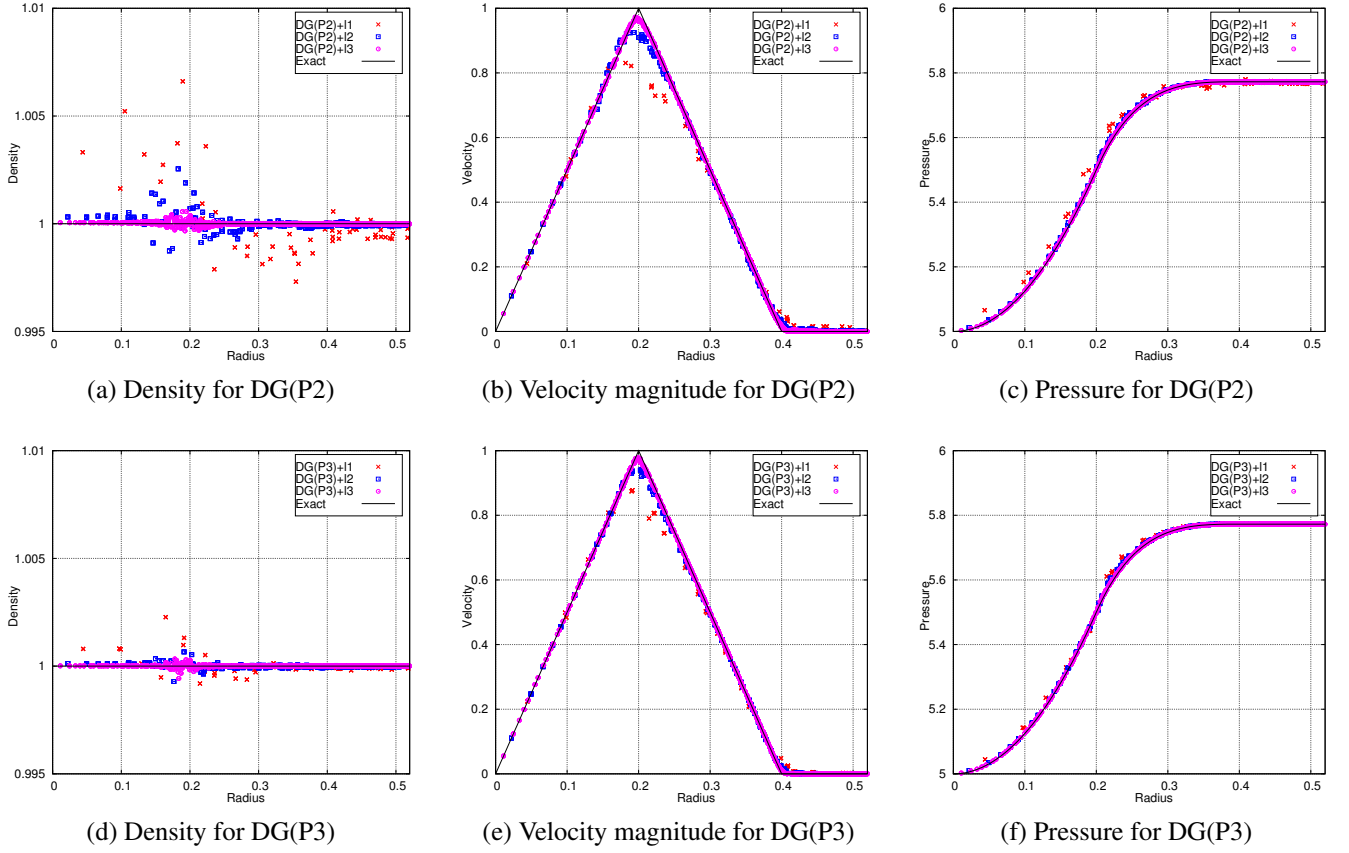 1.01
1.005
1
0.995
Density
0 0.1 0.2 0.3 0.4 0.5
Radius
DG(P2)+l1
DG(P2)+l2
DG(P2)+l3
Exact
(a) Density for DG(P2)
1
0.8
0.6
0.4
0.2
0
Velocity
0 0.1 0.2 0.3 0.4 0.5
Radius
DG(P2)+l1
DG(P2)+l2
DG(P2)+l3
Exact
(b) Velocity magnitude for DG(P2)
6
5.8
5.6
5.4
5.2
5
Pressure
0 0.1 0.2 0.3 0.4 0.5
Radius
DG(P2)+l1
DG(P2)+l2
DG(P2)+l3
Exact
(c) Pressure for DG(P2)
1.01
1.005
1
0.995
Density
0 0.1 0.2 0.3 0.4 0.5
Radius
DG(P3)+l1
DG(P3)+l2
DG(P3)+l3
Exact
(d) Density for DG(P3)
1
0.8
0.6
0.4
0.2
0
Velocity
0 0.1 0.2 0.3 0.4 0.5
Radius
DG(P3)+l1
DG(P3)+l2
DG(P3)+l3
Exact
(e) Velocity magnitude for DG(P3)
6
5.8
5.6
5.4
5.2
5
Pressure
0 0.1 0.2 0.3 0.4 0.5
Radius
DG(P3)+l1
DG(P3)+l2
DG(P3)+l3
Exact
(f) Pressure for DG(P3)